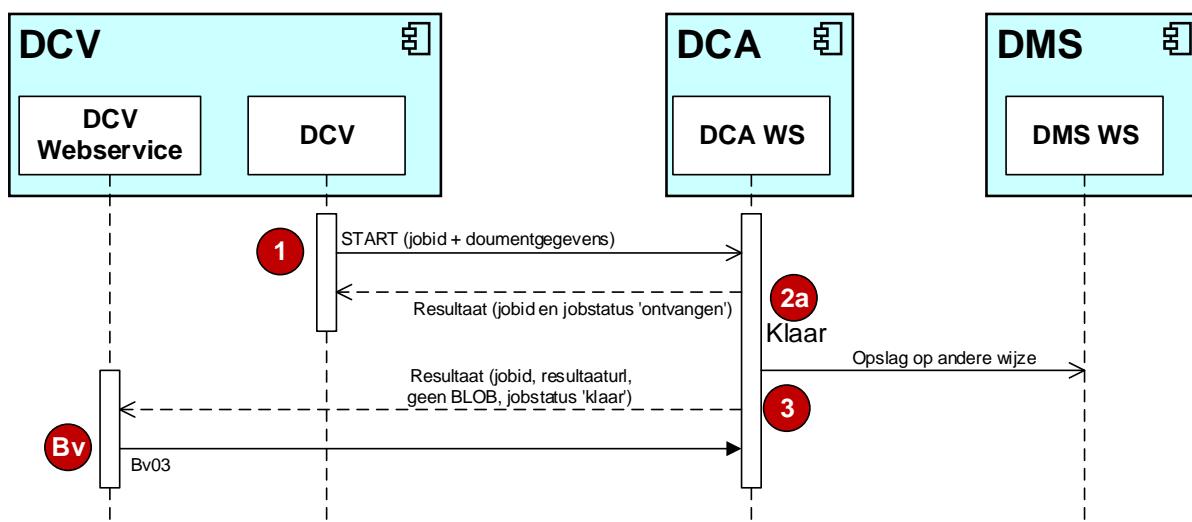 DCV
DCA
DMS
DCV
Webservice
DCV
DCA WS
DMS WS
1
START (jobid + doumentgegevens)
2a
Resultaat (jobid en jobstatus 'ontvangen')
Klaar
Opslag op andere wijze
Resultaat (jobid, resultaaturl,
geen BLOB, jobstatus 'klaar')
3
Bv
Bv03